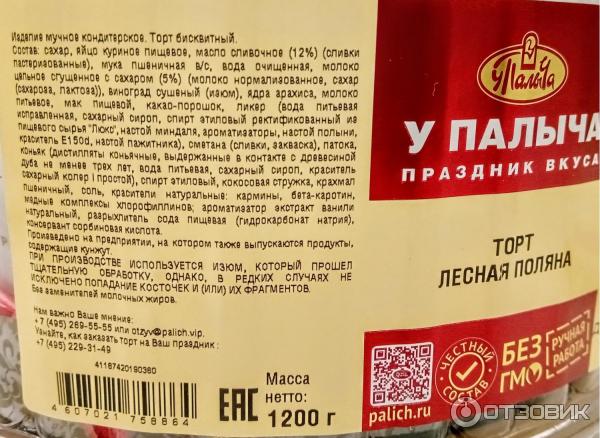 Изделие мучное кондитерское. Торт бисквитный.
Состав: сахар, яйцо куриное пищевое, масло сливочное (12%) (сливки
пастеризованные), мука пшеничная в/с, вода очищенная, молоко
цельное сгущенное с сахаром (5%) (молоко нормализованное, сахар
(сахароза, лактоза)), виноград сушеный (изюм), ядра арахиса, молоко
питьевое, мак пищевой, какао-порошок, ликер (вода питьевая
исправленная, сахарный сироп, спирт этиловый ректификованный из
пищевого сырья "Люкс", настой миндаля, ароматизаторы, настой полыни,
краситель Е150d, настой пажитника), сметана (сливки, закваска), патока,
коньяк (дистилляты коньячные, выдержанные в контакте с древесиной
дуба не менее трех лет, вода питьевая, сахарный сироп, краситель
сахарный колер I простой), спирт этиловый, кокосовая стружка, крахмал
пшеничный, соль, красители натуральные: кармины, бета-каротин,
медные комплексы хлорофиллинов; ароматизатор экстракт ванили
натуральный, разрыхлитель сода пищевая (гидрокарбонат натрия),
консервант сорбиновая кислота.
Произведено на предприятии, на котором также выпускаются продукты,
содержащие кунжут.
ПРИ ПРОИЗВОДСТВЕ ИСПОЛЬЗУЕТСЯ ИЗЮМ, КОТОРЫЙ ПРОШЕЛ
ТЩАТЕЛЬНУЮ ОБРАБОТКУ, ОДНАКО, В РЕДКИХ СЛУЧАЯХ НЕ
ИСКЛЮЧЕНО ПОПАДАНИЕ КОСТОЧЕК И (ИЛИ) ИХ ФРАГМЕНТОВ.
Без заменителей молочных жиров.
Нам важно Ваше мнение:
+7 (495) 269-55-55 или otzyv@palich.vip.
Узнайте, как заказать торт на Ваш праздник :
+7 (495) 229-31-49
41187420190360
4 607021 758864
ЕАС
Масса
нетто:
1200 г
У Палыча
У ПАЛЫЧА
ПРАЗДНИК ВКУСА
ТОРТ
ЛЕСНАЯ ПОЛЯНА
palich.ru
ЧЕСТНЫЙ
СОСТАВ
БЕЗ
ГМО
РУЧНАЯ
РАБОТА
ОТЗОВИК